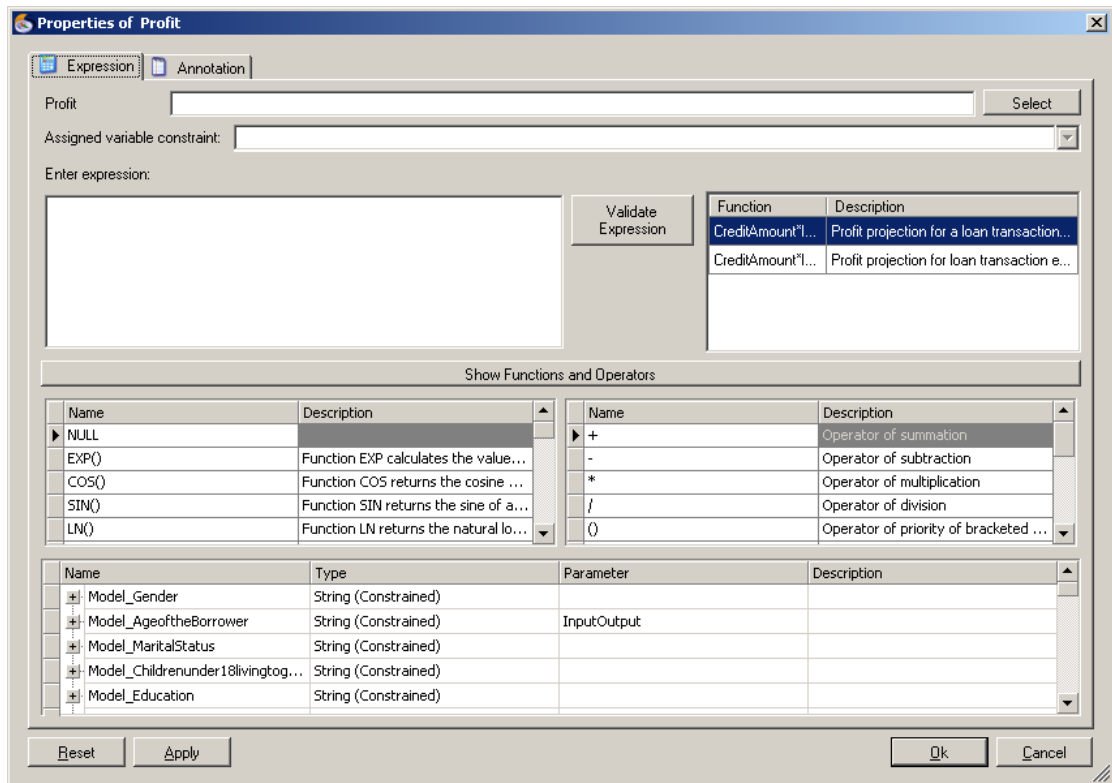 Properties of Profit
Expression Annotation
Profit Select
Assigned variable constraint:
Enter expression:
Validate
Expression
Function Description
CreditAmount*I... Profit projection for a loan transaction...
CreditAmount*I... Profit projection for loan transaction e...
Show Functions and Operators
Name Description
NULL
EXP() Function EXP calculates the value...
COS() Function COS returns the cosine ...
SIN() Function SIN returns the sine of a...
LN() Function LN returns the natural lo...
Name Description
+ Operator of summation
- Operator of subtraction
* Operator of multiplication
/ Operator of division
() Operator of priority of bracketed ...
Name Type Parameter Description
Model_Gender String (Constrained)
Model_AgeoftheBorrower String (Constrained) InputOutput
Model_MaritalStatus String (Constrained)
Model_Childrenunder18livingtog... String (Constrained)
Model_Education String (Constrained)
Reset Apply Ok Cancel